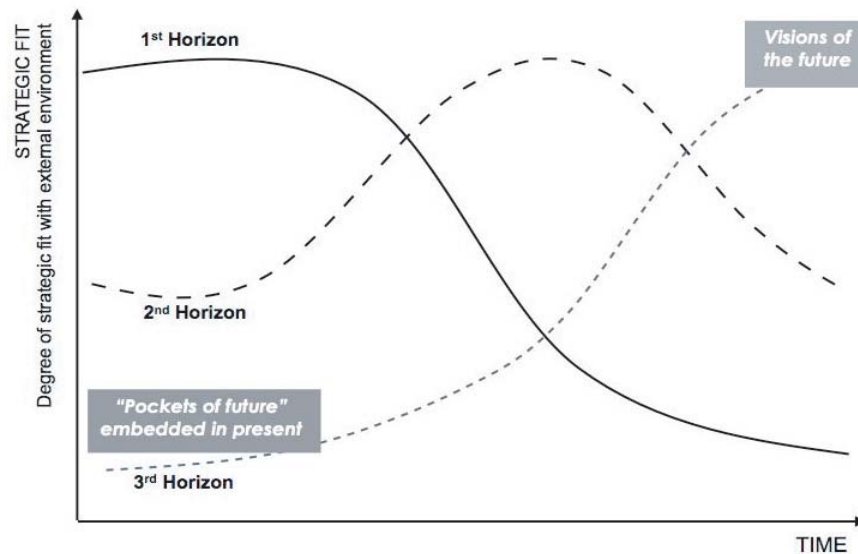 STRATEGIC FIT
Degree of strategic fit with external environment
1st Horizon
Visions of
the future
2nd Horizon
“Pockets of future”
embedded in present
3rd Horizon
TIME